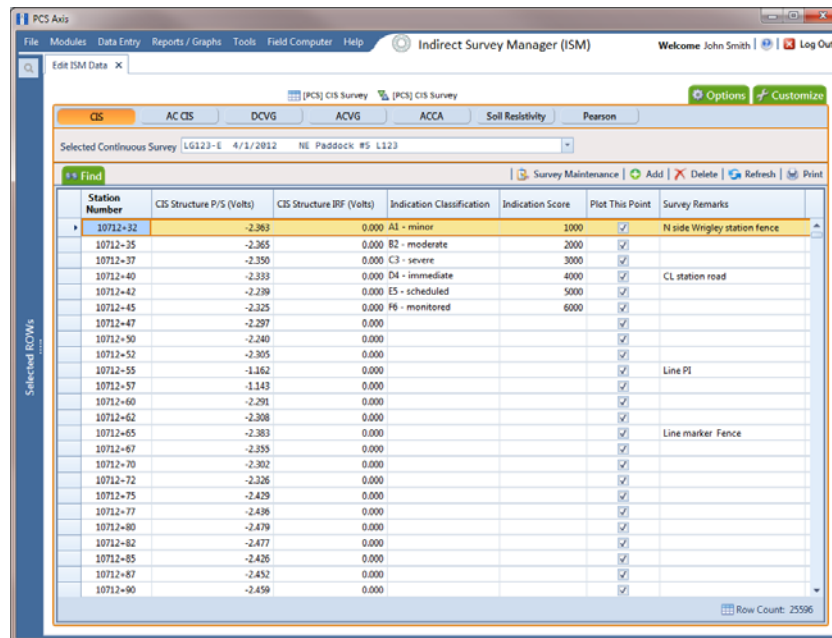 PCS Axis
File Modules Data Entry Reports / Graphs Tools Field Computer Help Indirect Survey Manager (ISM) Welcome John Smith Log Out
Edit ISM Data X
[PCS] CIS Survey [PCS] CIS Survey Options Customize
CIS AC CIS DCVG ACVG ACCA Soil Resistivity Pearson
Selected Continuous Survey LG123-E 4/1/2012 NE Paddock #5 L123
Find Survey Maintenance Add Delete Refresh Print
Station Number CIS Structure P/S (Volts) CIS Structure IRF (Volts) Indication Classification Indication Score Plot This Point Survey Remarks
10712+32 -2.363 0.000 A1 - minor 1000 N side Wrigley station fence
10712+35 -2.365 0.000 B2 - moderate 2000
10712+37 -2.350 0.000 C3 - severe 3000
10712+40 -2.333 0.000 D4 - immediate 4000 CL station road
10712+42 -2.239 0.000 E5 - scheduled 5000
10712+45 -2.325 0.000 F6 - monitored 6000
10712+47 -2.297 0.000
10712+50 -2.240 0.000
10712+52 -2.305 0.000
10712+55 -1.162 0.000 Line PI
10712+57 -1.143 0.000
10712+60 -2.291 0.000
10712+62 -2.308 0.000
10712+65 -2.383 0.000 Line marker Fence
10712+67 -2.355 0.000
10712+70 -2.302 0.000
10712+72 -2.326 0.000
10712+75 -2.429 0.000
10712+77 -2.436 0.000
10712+80 -2.479 0.000
10712+82 -2.477 0.000
10712+85 -2.426 0.000
10712+87 -2.452 0.000
10712+90 -2.459 0.000
Row Count: 25596
Selected ROWs